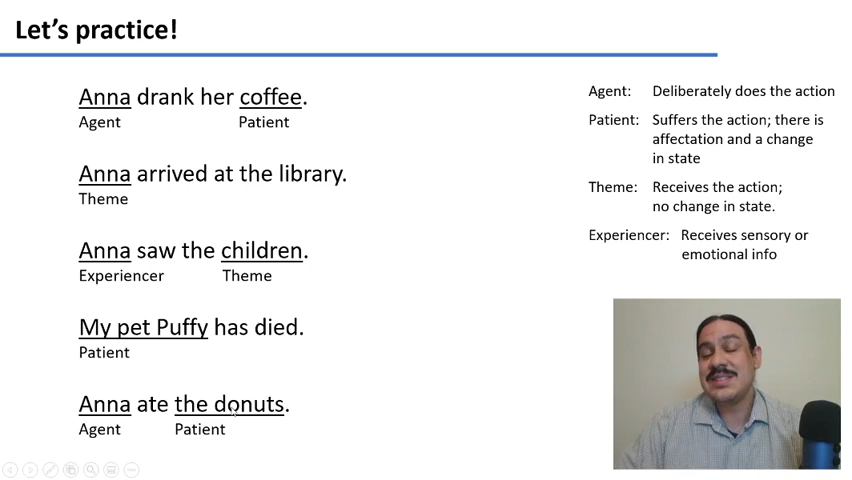 Let's practice!
Anna drank her coffee.
Agent Patient
Anna arrived at the library.
Theme
Anna saw the children.
Experiencer Theme
My pet Puffy has died.
Patient
Anna ate the donuts.
Agent Patient
Agent: Deliberately does the action
Patient: Suffers the action; there is
affectation and a change
in state
Theme: Receives the action;
no change in state.
Experiencer: Receives sensory or
emotional info